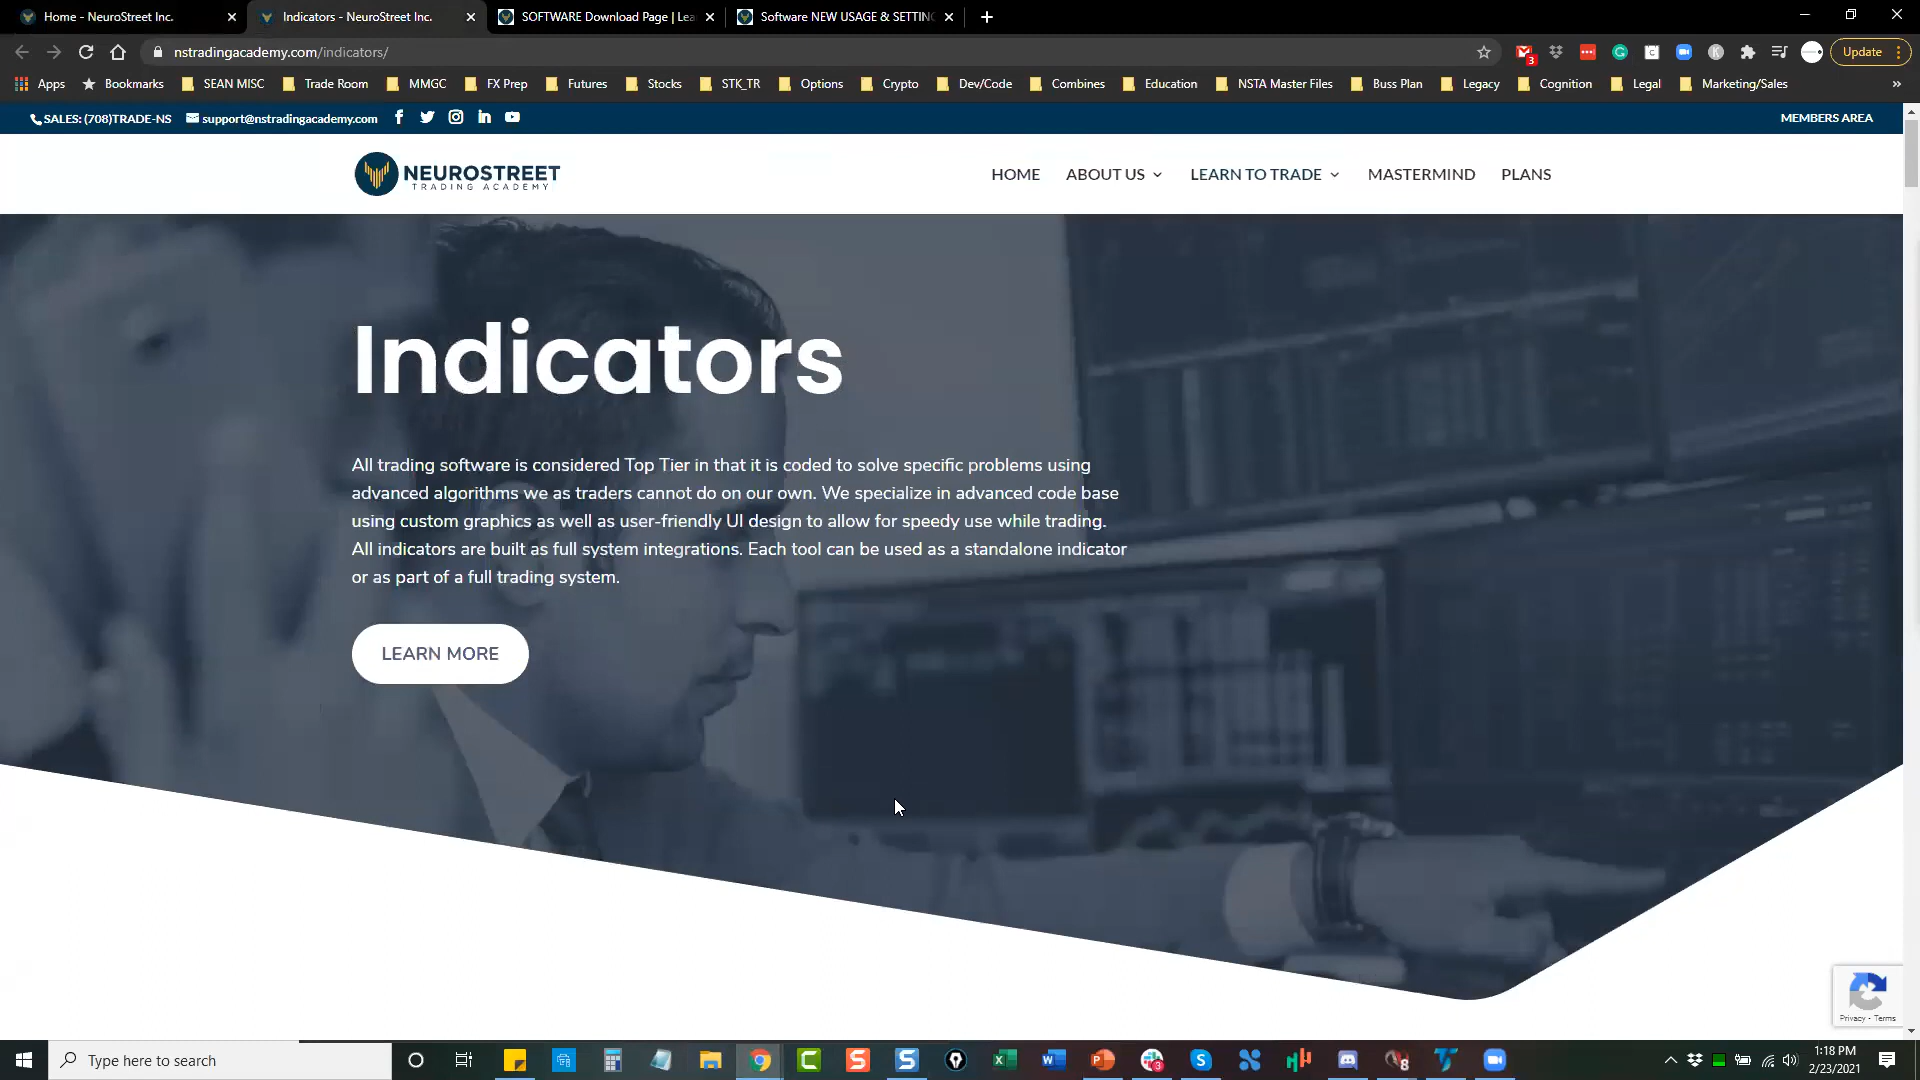 Home - NeuroStreet Inc.
Indicators - NeuroStreet Inc.
SOFTWARE Download Page | Lea
Software NEW USAGE & SETTIN
nstradingacademy.com/indicators/
3
Update
Apps
Bookmarks
SEAN MISC
Trade Room
MMGC
FX Prep
Futures
Stocks
STK_TR
Options
Crypto
Dev/Code
Combines
Education
NSTA Master Files
Buss Plan
Legacy
Cognition
Legal
Marketing/Sales
SALES: (708)TRADE-NS
support@nstradingacademy.com
MEMBERS AREA
NEUROSTREET
TRADING ACADEMY
HOME
ABOUT US
LEARN TO TRADE
MASTERMIND
PLANS
Indicators
All trading software is considered Top Tier in that it is coded to solve specific problems using
advanced algorithms we as traders cannot do on our own. We specialize in advanced code base
using custom graphics as well as user-friendly UI design to allow for speedy use while trading.
All indicators are built as full system integrations. Each tool can be used as a standalone indicator
or as part of a full trading system.
LEARN MORE
Privacy - Terms
Type here to search
1:18 PM
2/23/2021